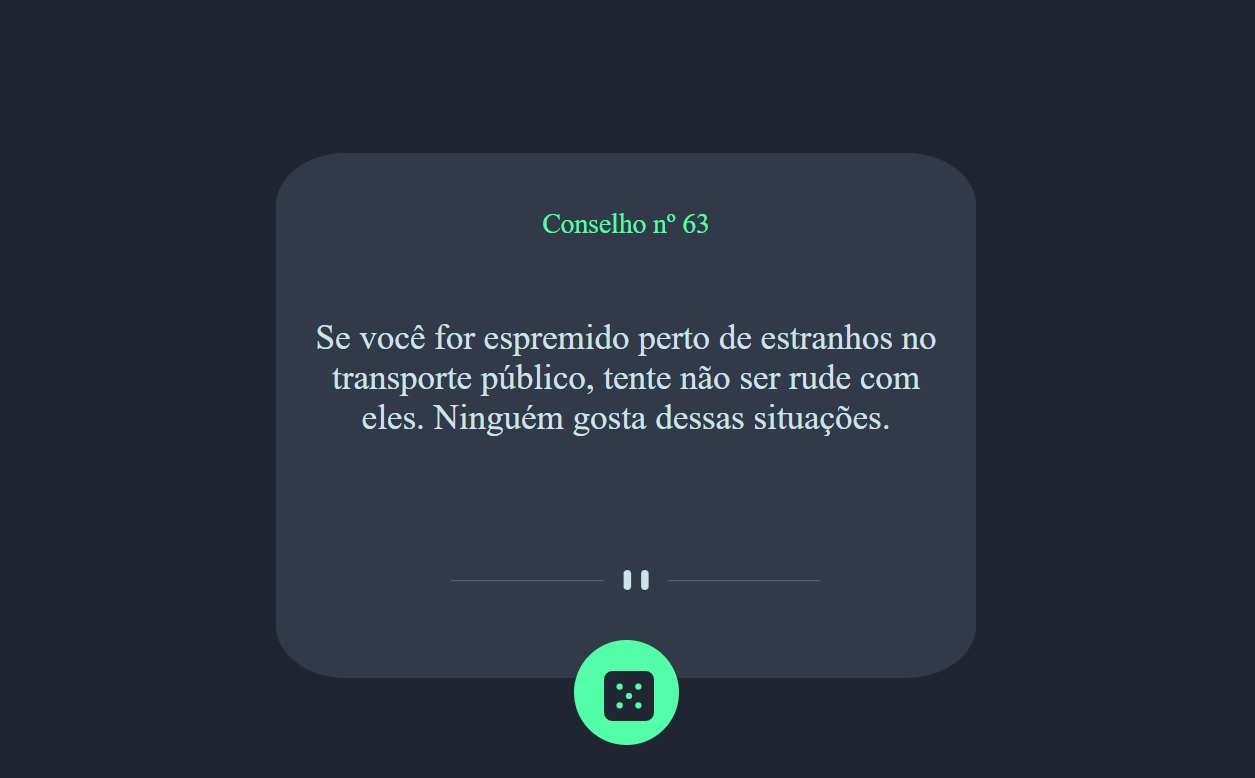 Conselho nº 63
Se você for espremido perto de estranhos no
transporte público, tente não ser rude com
eles. Ninguém gosta dessas situações.